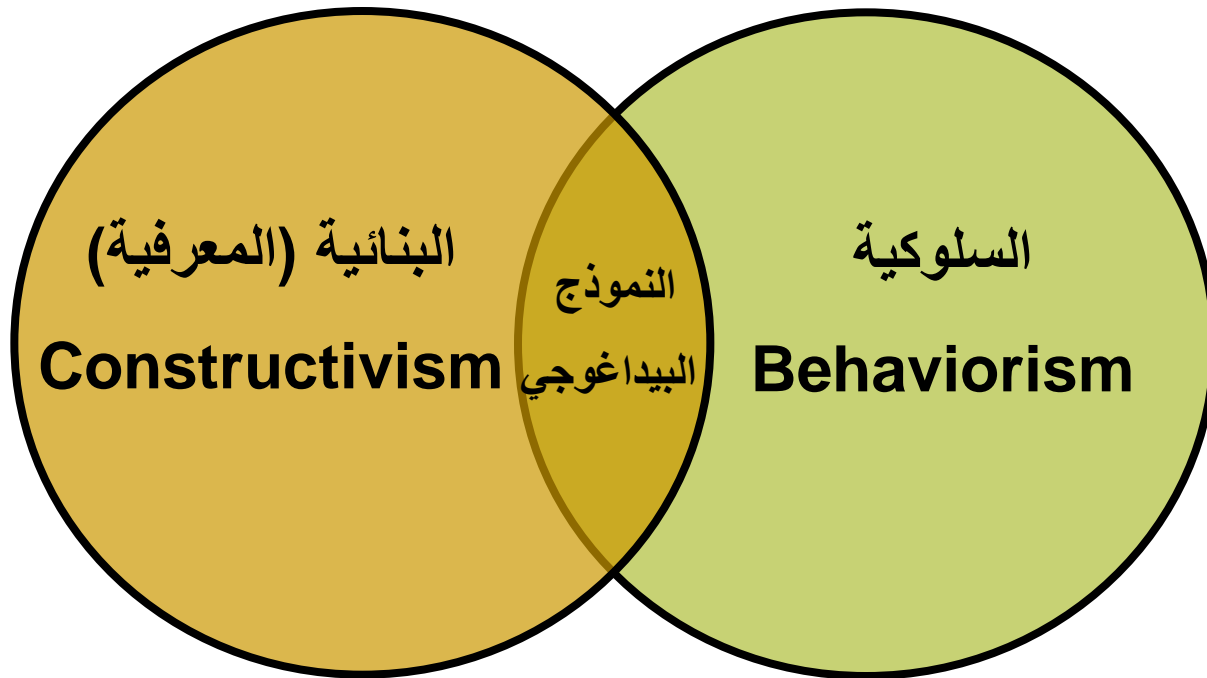 البنائية (المعرفية)
Constructivism
النموذج
البيداغوجي
السلوكية
Behaviorism